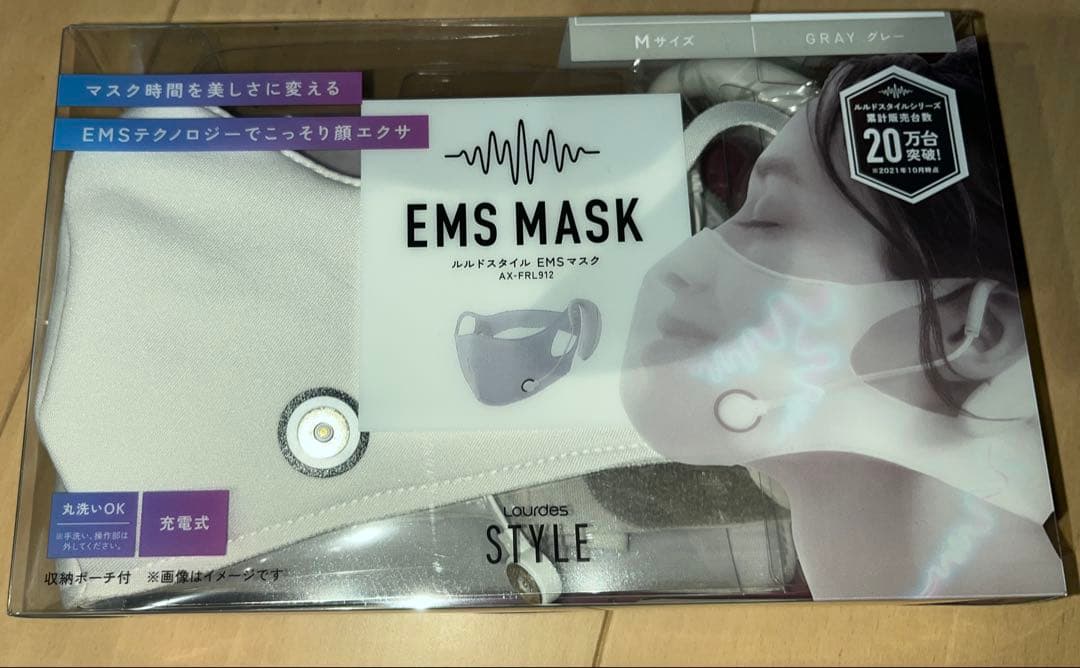 Mサイズ
GRAY グレー
マスク時間を美しさに変える
EMSテクノロジーでこっそり顔エクサ
ルルドスタイルシリーズ
累計販売台数
20万台
突破!
※2021年10月時点
EMS MASK
ルルドスタイル EMSマスク
AX-FRL912
丸洗いOK
※手洗い。操作部は
外してください。
充電式
Lourdes
STYLE
収納ポーチ付 ※画像はイメージです